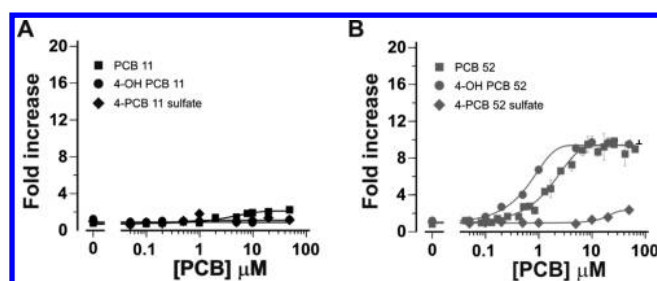 A
Fold increase
20
16
12
8
4
0
PCB 11
4-OH PCB 11
4-PCB 11 sulfate
0 0.1 1 10 100
[PCB] μM
B
Fold increase
20
16
12
8
4
0
PCB 52
4-OH PCB 52
4-PCB 52 sulfate
0 0.1 1 10 100
[PCB] μM